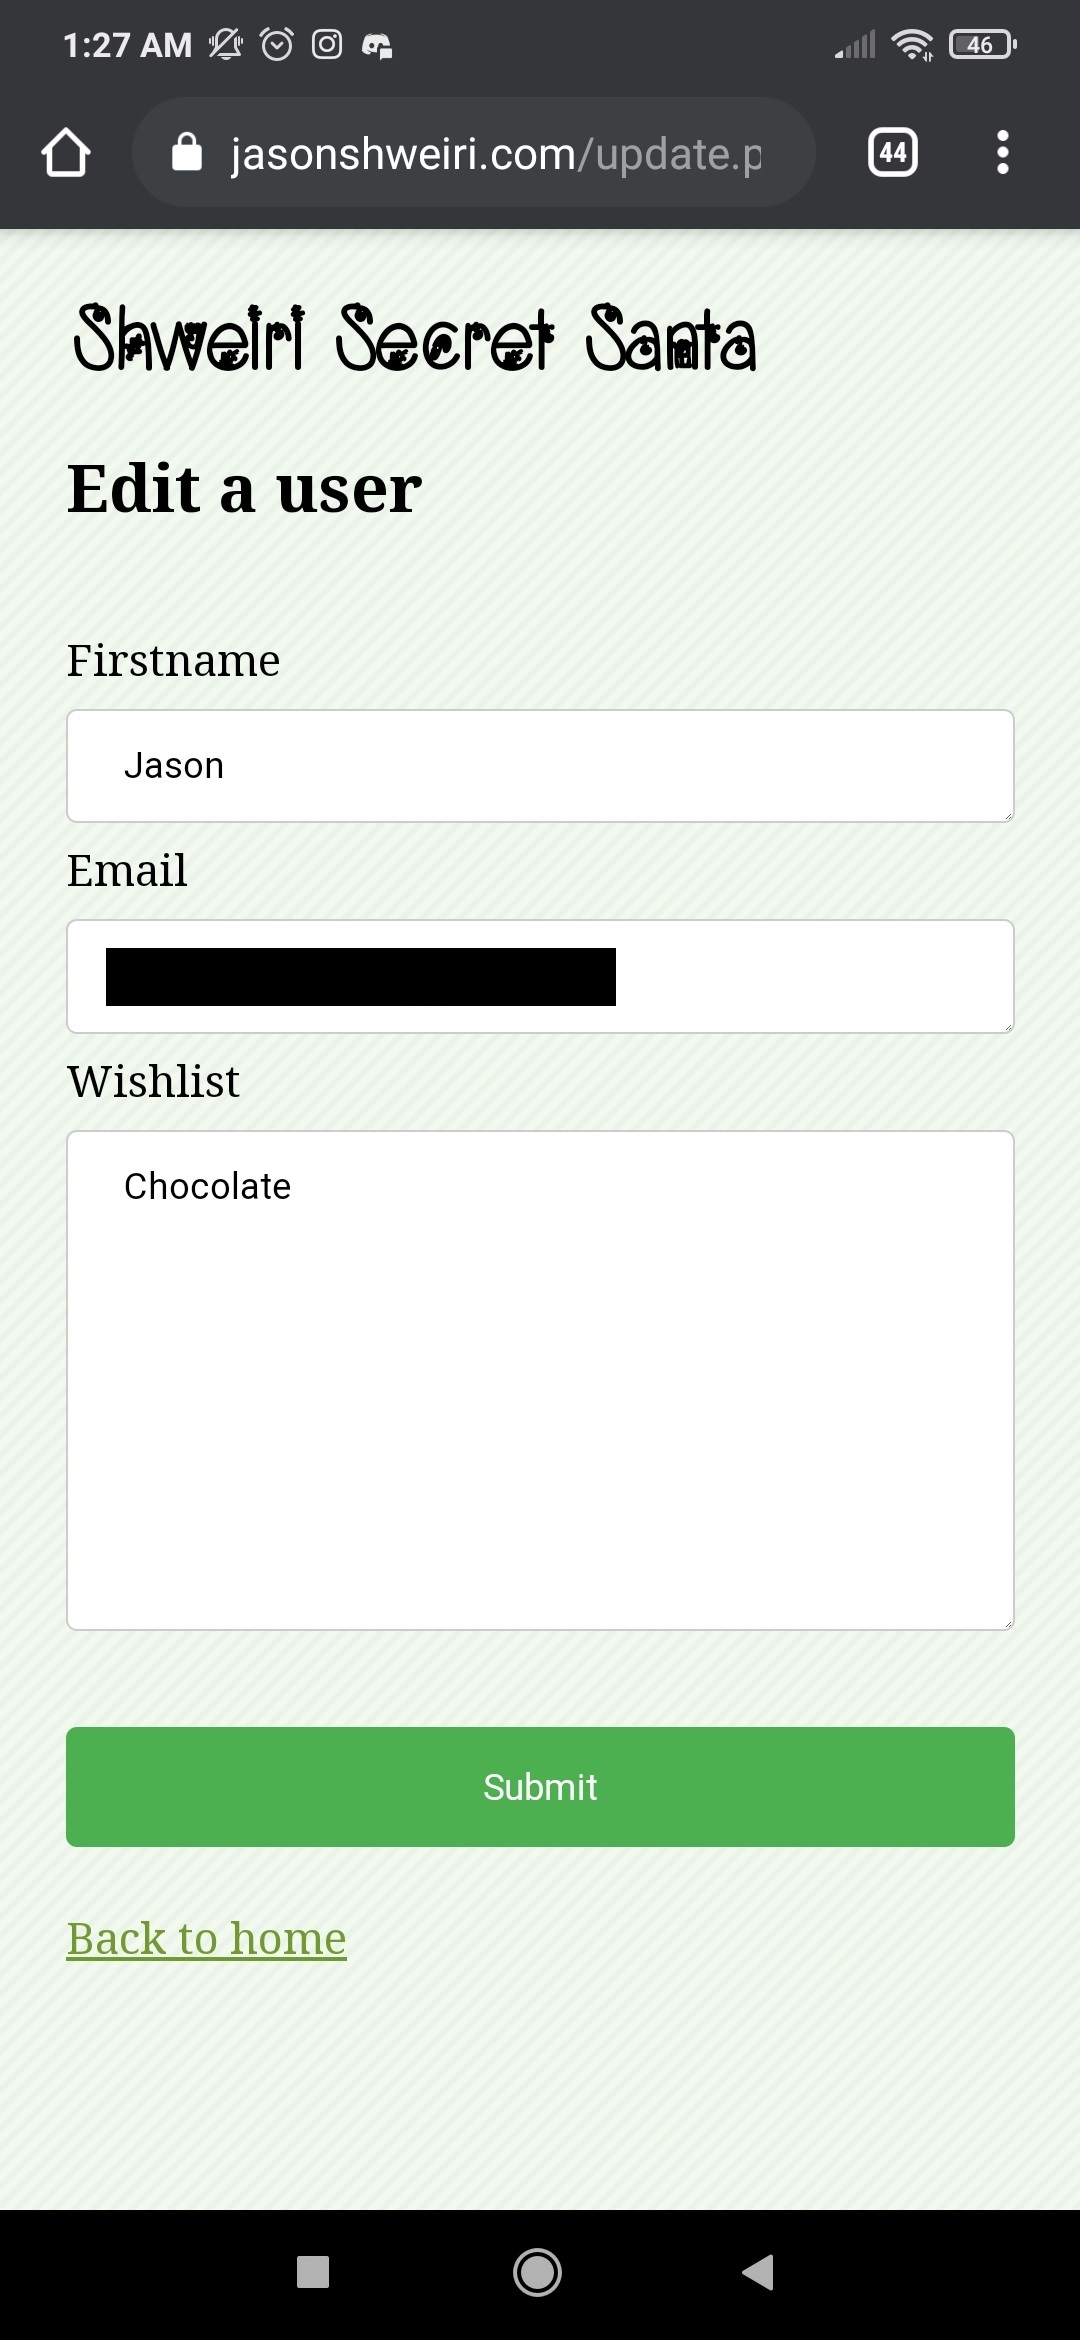 1:27 AM 46
jasonshweiri.com/update.p 44
Shweiri Secret Santa
Edit a user
Firstname
Jason
Email
Wishlist
Chocolate
Submit
Back to home